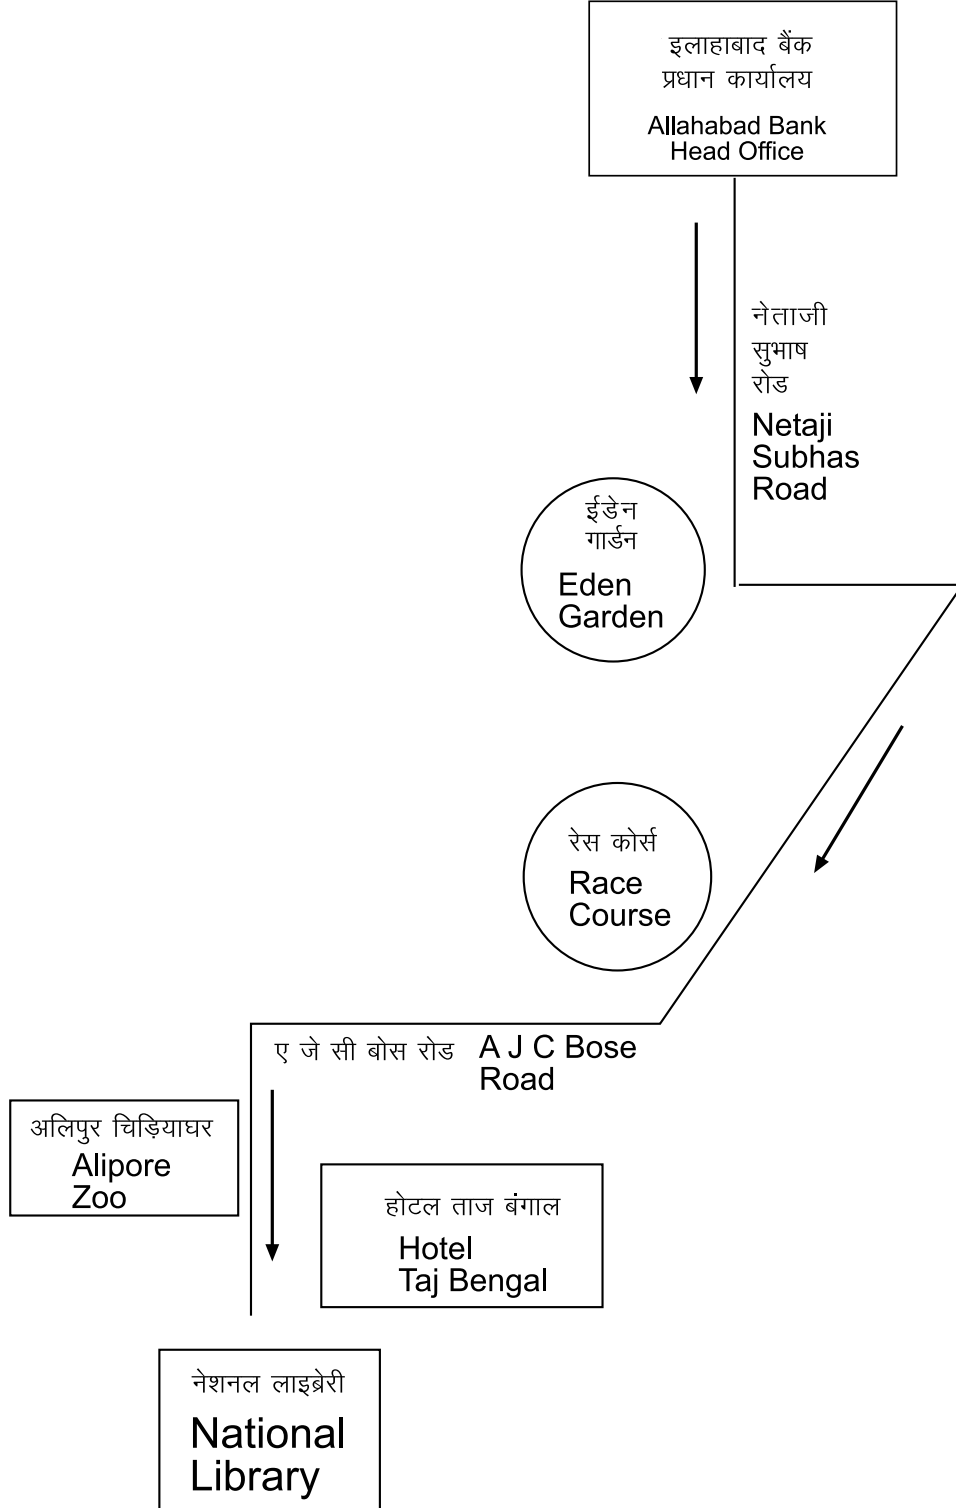 इलाहाबाद बैंक
प्रधान कार्यालय
Allahabad Bank
Head Office
नेताजी
सुभाष
रोड
Netaji
Subhas
Road
ईडेन
गार्डन
Eden
Garden
रेस कोर्स
Race
Course
ए जे सी बोस रोड A J C Bose
Road
अलिपुर चिड़ियाघर
Alipore
Zoo
होटल ताज बंगाल
Hotel
Taj Bengal
नेशनल लाइब्रेरी
National
Library